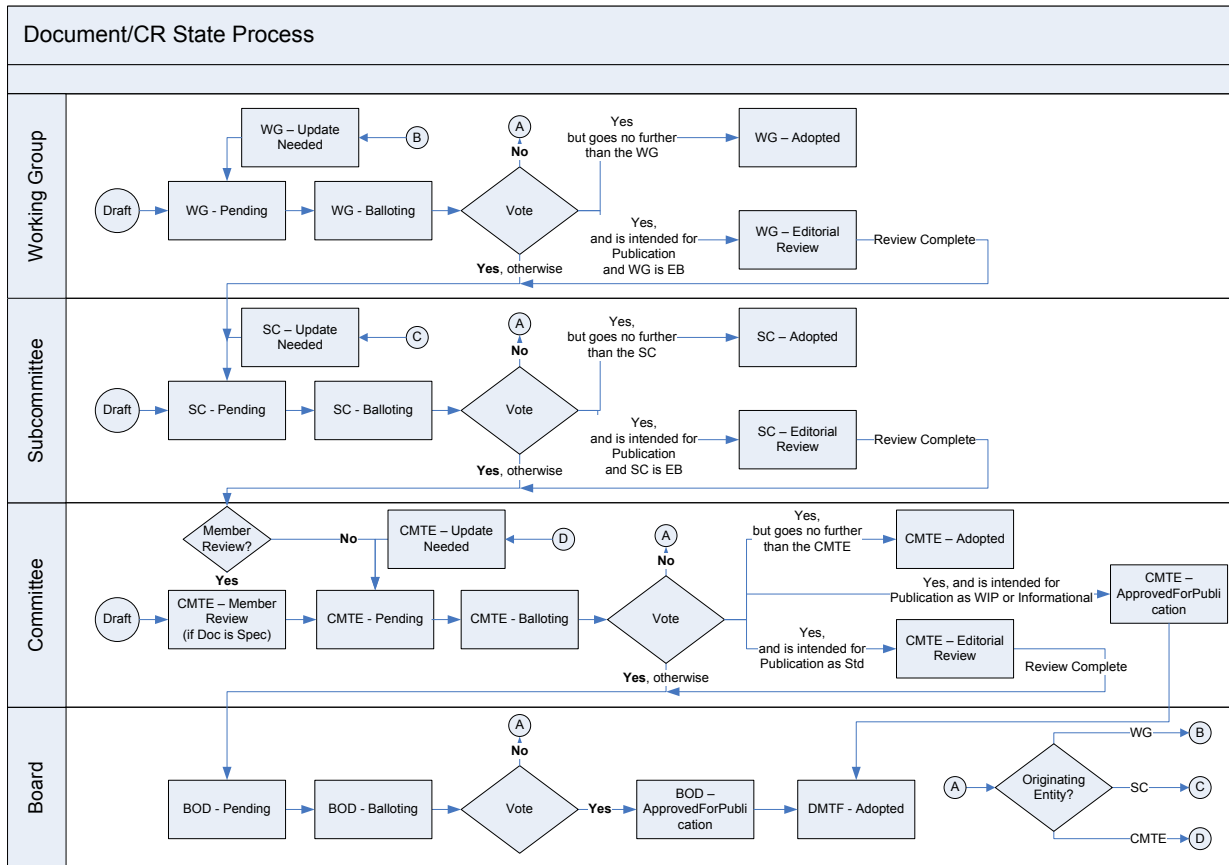 Document/CR State Process
Working Group
WG – Update
Needed
B
A
No
Yes
but goes no further
than the WG
WG – Adopted
Draft
WG - Pending
WG - Balloting
Vote
Yes,
and is intended for
Publication
and WG is EB
WG – Editorial
Review
Review Complete
Yes, otherwise
Subcommittee
SC – Update
Needed
C
A
No
Yes,
but goes no further
than the SC
SC – Adopted
Draft
SC - Pending
SC - Balloting
Vote
Yes,
and is intended for
Publication
and SC is EB
SC – Editorial
Review
Review Complete
Yes, otherwise
Committee
Member
Review?
No
CMTE – Update
Needed
D
A
No
Yes,
but goes no further
than the CMTE
CMTE – Adopted
Yes
Yes, and is intended for
Publication as WIP or Informational
CMTE –
ApprovedForPubli
cation
Draft
CMTE – Member
Review
(if Doc is Spec)
CMTE - Pending
CMTE - Balloting
Vote
Yes,
and is intended for
Publication as Std
CMTE – Editorial
Review
Review Complete
Yes, otherwise
Board
A
No
BOD - Pending
BOD - Balloting
Vote
Yes
BOD –
ApprovedForPubli
cation
DMTF - Adopted
A
Originating
Entity?
WG
B
SC
C
CMTE
D